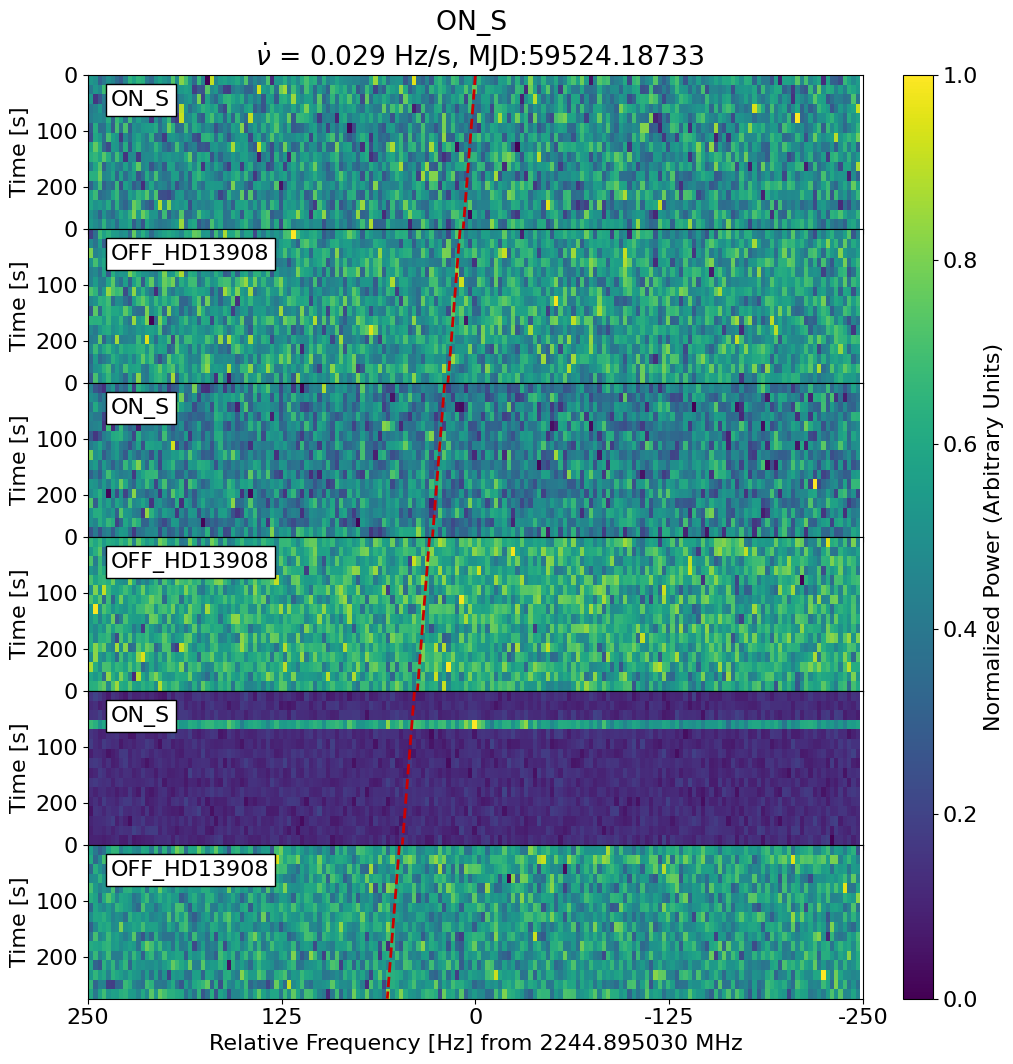 ON_S
ν̇ = 0.029 Hz/s, MJD:59524.18733
0
100
200
Time [s]
ON_S
0
100
200
Time [s]
OFF_HD13908
0
100
200
Time [s]
ON_S
0
100
200
Time [s]
OFF_HD13908
0
100
200
Time [s]
ON_S
0
100
200
Time [s]
OFF_HD13908
250 125 0 -125 -250
Relative Frequency [Hz] from 2244.895030 MHz
1.0
0.8
0.6
0.4
0.2
0.0
Normalized Power (Arbitrary Units)